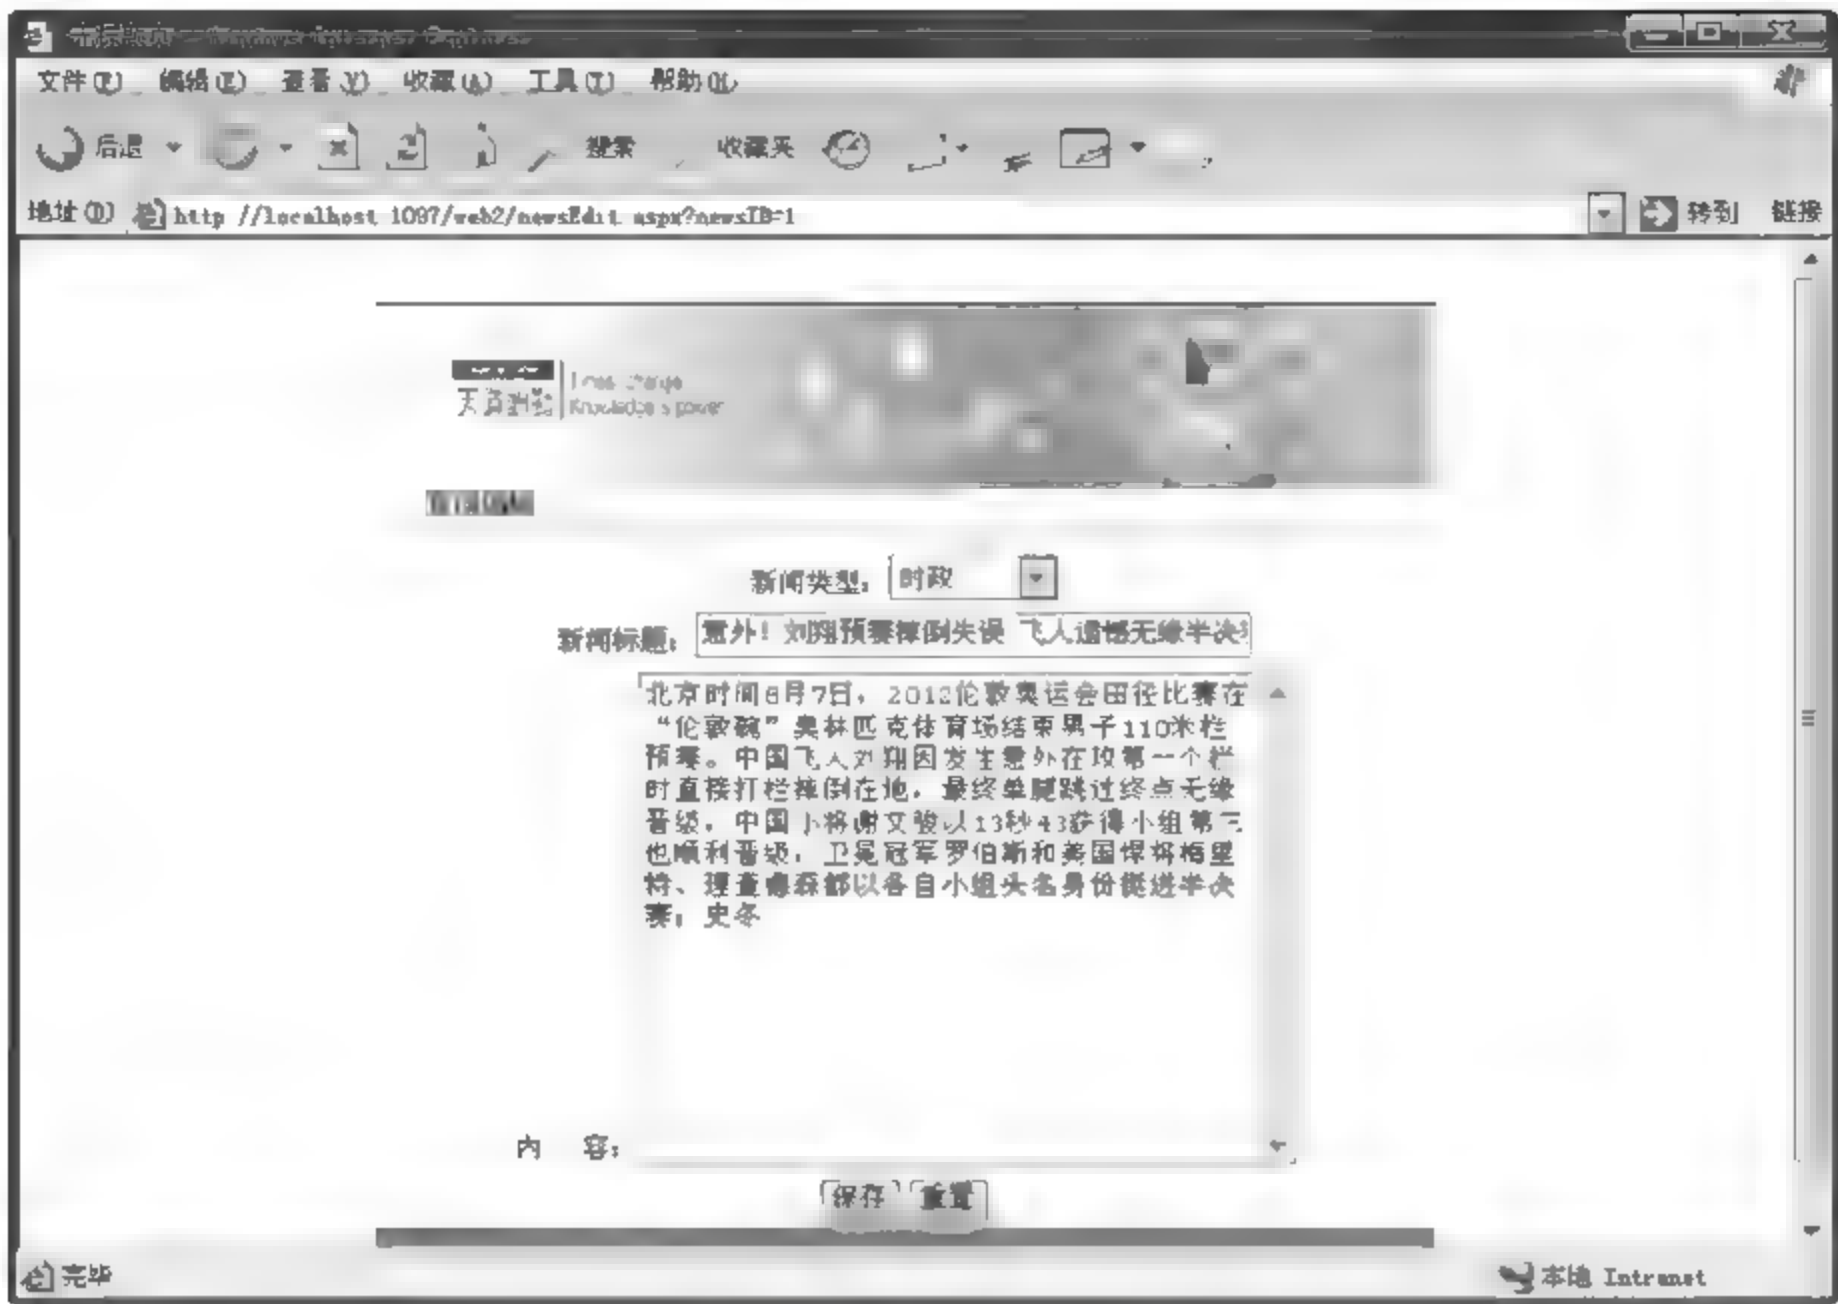 文件(F) 编辑(E) 查看(V) 收藏(A) 工具(T) 帮助(H)
后退 搜索 收藏夹
地址(D) http //localhost 1097/web2/newsEdit aspx?newsID=1 转到 链接
Knowledge is power
新闻类型： 时政
新闻标题： 意外！刘翔预赛摔倒失误 飞人遗憾无缘半决
北京时间8月7日，2012伦敦奥运会田径比赛在
“伦敦碗”奥林匹克体育场结束男子110米栏
预赛。中国飞人刘翔因发生意外在攻第一个栏
时直接打栏摔倒在地，最终单腿跳过终点无缘
晋级，中国小将谢文骏以13秒43获得小组第三
也顺利晋级，卫冕冠军罗伯斯和美国悍将梅里
特、理查德森都以各自小组头名身份挺进半决
赛；史冬
内 容：
保存 重置
完毕 本地 Intranet